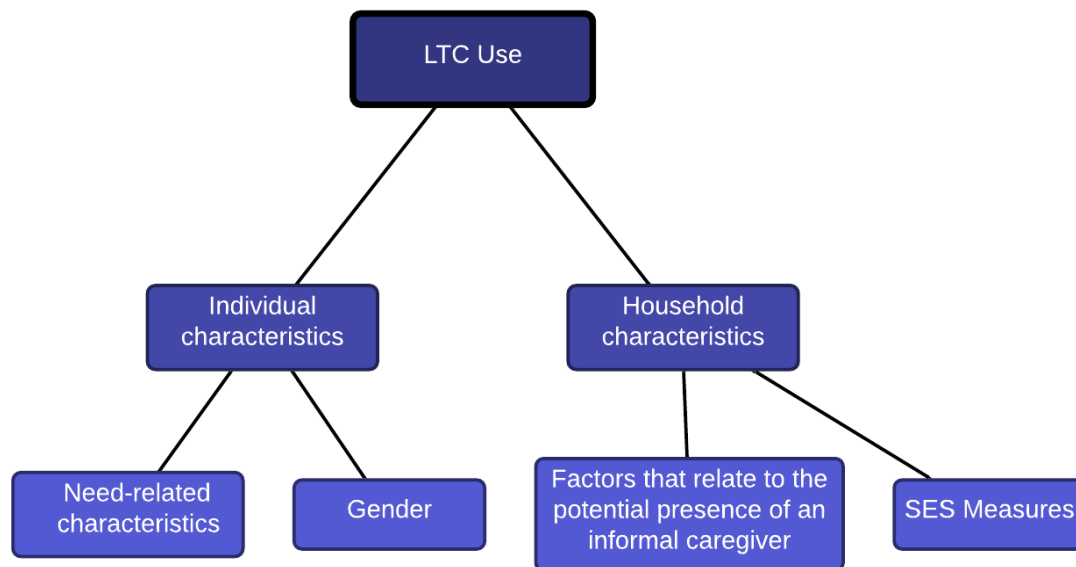 LTC Use
Individual
characteristics
Household
characteristics
Need-related
characteristics
Gender
Factors that relate to the
potential presence of an
informal caregiver
SES Measures